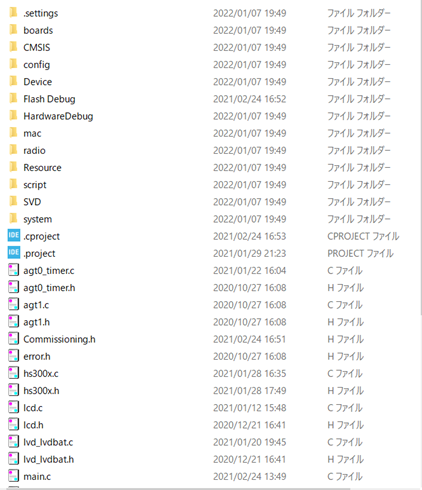 .settings 2022/01/07 19:49 ファイル フォルダー
boards 2022/01/07 19:49 ファイル フォルダー
CMSIS 2022/01/07 19:49 ファイル フォルダー
config 2022/01/07 19:49 ファイル フォルダー
Device 2022/01/07 19:49 ファイル フォルダー
Flash Debug 2021/02/24 16:52 ファイル フォルダー
HardwareDebug 2022/01/07 19:49 ファイル フォルダー
mac 2022/01/07 19:49 ファイル フォルダー
radio 2022/01/07 19:49 ファイル フォルダー
Resource 2022/01/07 19:49 ファイル フォルダー
script 2022/01/07 19:49 ファイル フォルダー
SVD 2022/01/07 19:49 ファイル フォルダー
system 2022/01/07 19:49 ファイル フォルダー
IDE .cproject 2021/02/24 16:53 CPROJECT ファイル
IDE .project 2021/01/29 21:23 PROJECT ファイル
agt0_timer.c 2021/01/22 16:04 C ファイル
agt0_timer.h 2020/10/27 16:08 H ファイル
agt1.c 2020/10/27 16:08 C ファイル
agt1.h 2020/10/27 16:08 H ファイル
Commissioning.h 2021/02/24 16:51 H ファイル
error.h 2020/10/27 16:08 H ファイル
hs300x.c 2021/01/28 16:35 C ファイル
hs300x.h 2021/01/28 17:49 H ファイル
lcd.c 2021/01/12 15:48 C ファイル
lcd.h 2020/12/21 16:41 H ファイル
lvd_lvdbat.c 2021/01/20 19:45 C ファイル
lvd_lvdbat.h 2020/12/21 16:41 H ファイル
main.c 2021/02/24 13:49 C ファイル